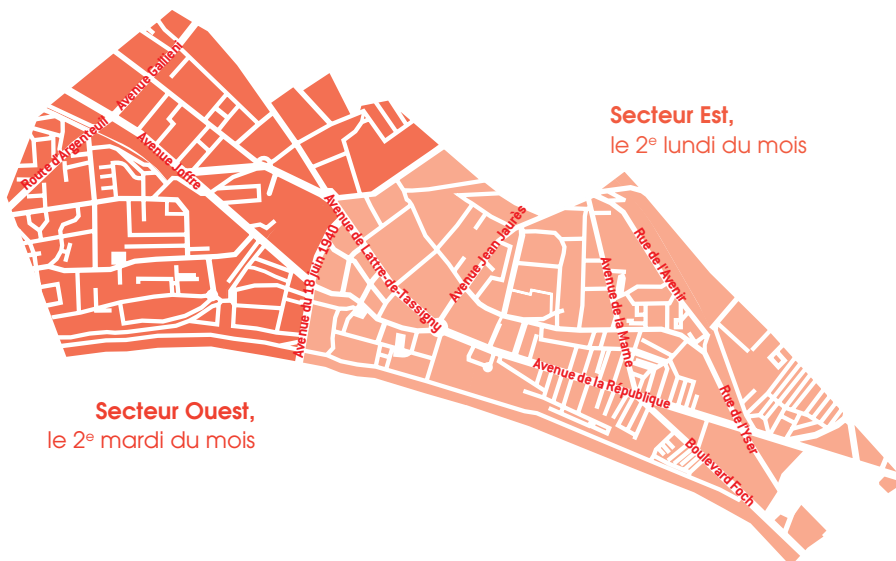 Avenue Gallieni
Route d'Argenteuil
Avenue Joffre
Secteur Est,
le 2e lundi du mois
Avenue du 18 juin 1940
Avenue de Lattre-de-Tassigny
Avenue Jean Jaurès
Rue de l'Avenir
Avenue de la Marne
Avenue de la République
Rue de l'Yser
Boulevard Foch
Secteur Ouest,
le 2e mardi du mois